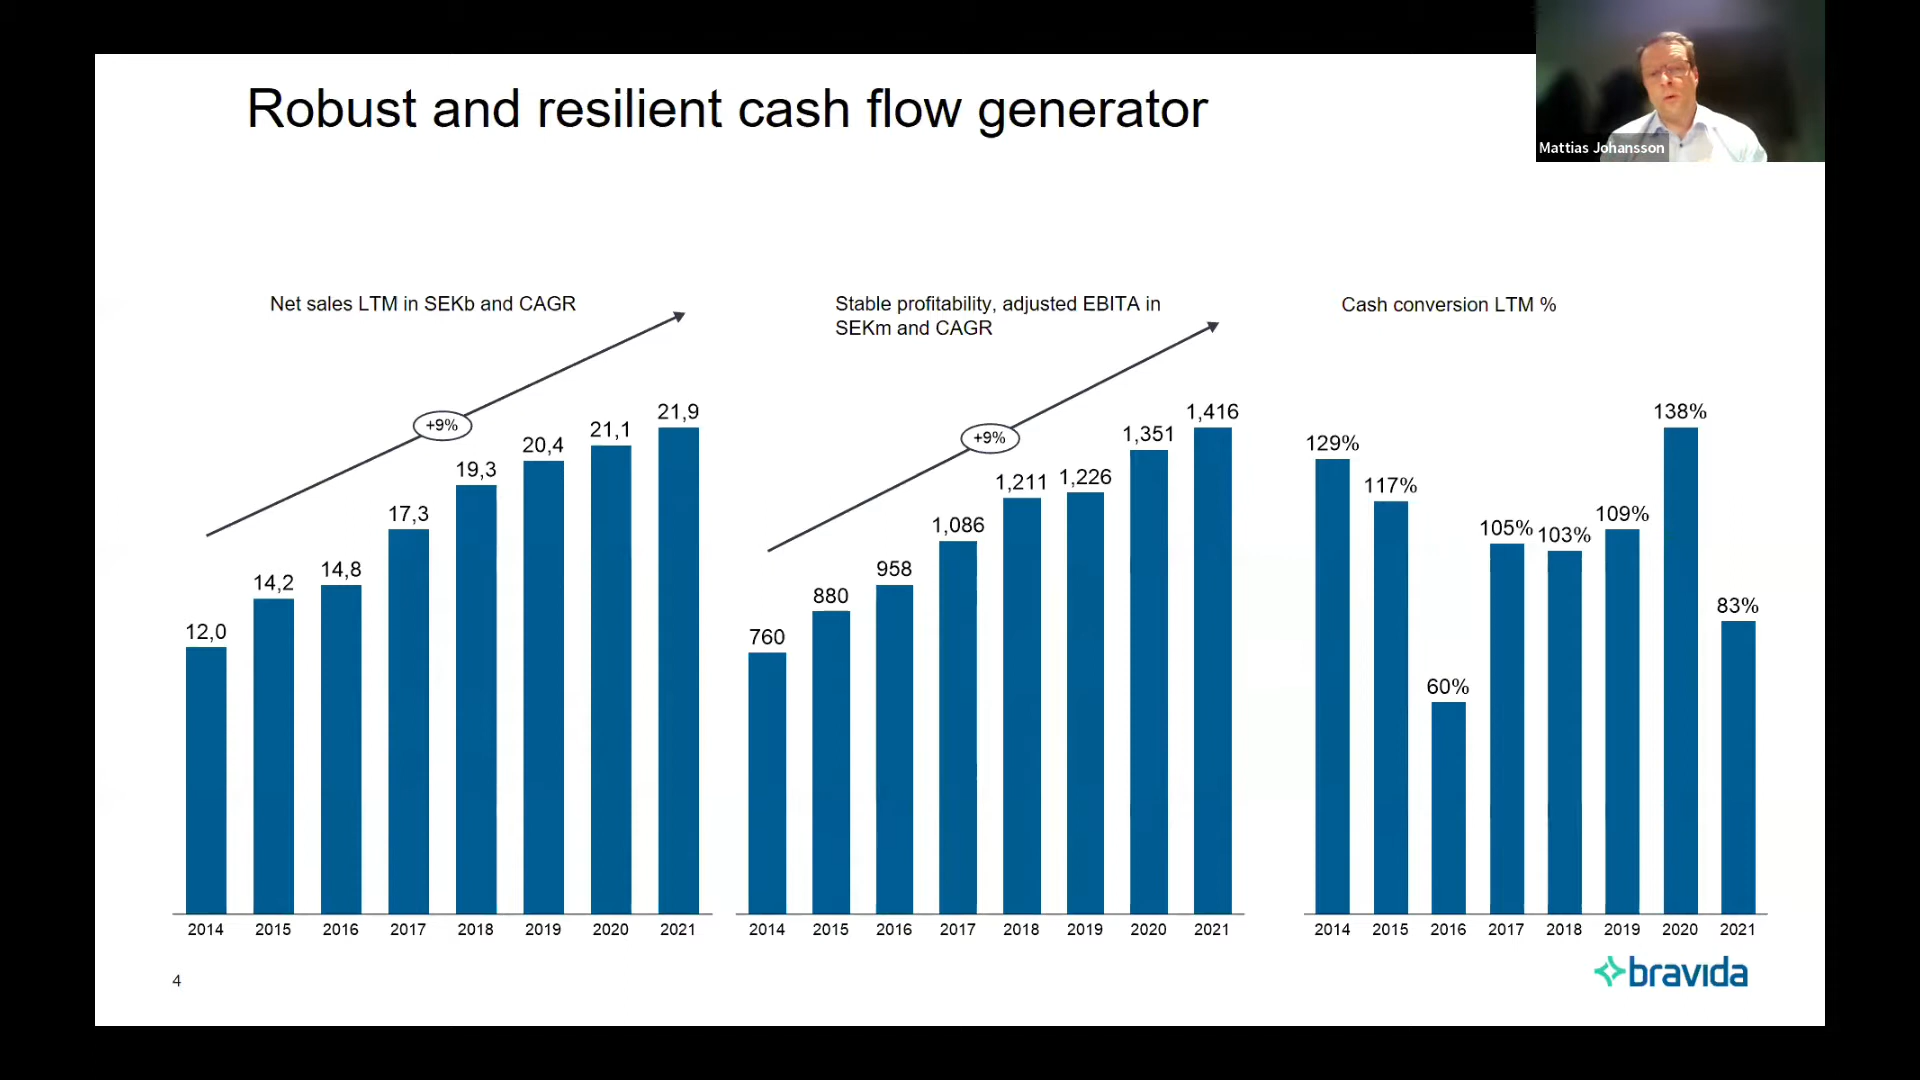 Robust and resilient cash flow generator
Mattias Johansson
Net sales LTM in SEKb and CAGR
+9%
12,0
14,2
14,8
17,3
19,3
20,4
21,1
21,9
2014 2015 2016 2017 2018 2019 2020 2021
Stable profitability, adjusted EBITA in
SEKm and CAGR
+9%
760
880
958
1,086
1,211
1,226
1,351
1,416
2014 2015 2016 2017 2018 2019 2020 2021
Cash conversion LTM %
129%
117%
60%
105%
103%
109%
138%
83%
2014 2015 2016 2017 2018 2019 2020 2021
4
bravida